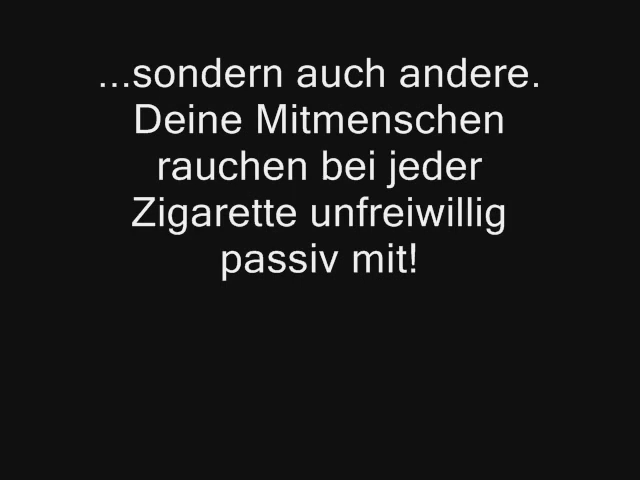 ...sondern auch andere.
Deine Mitmenschen
rauchen bei jeder
Zigarette unfreiwillig
passiv mit!